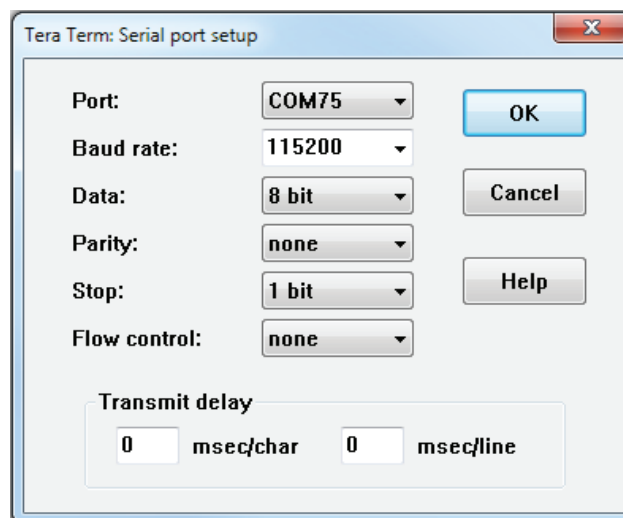 Tera Term: Serial port setup
Port: COM75 OK
Baud rate: 115200
Data: 8 bit Cancel
Parity: none
Stop: 1 bit Help
Flow control: none
Transmit delay
0 msec/char 0 msec/line